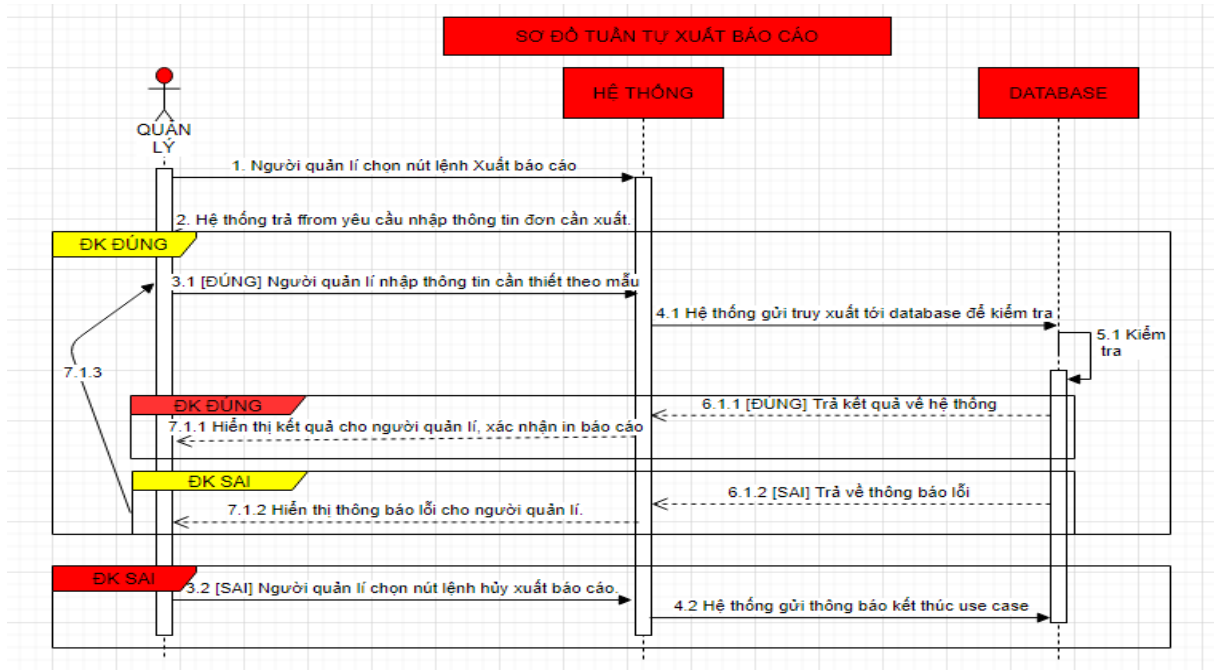 SƠ ĐỒ TUẦN TỰ XUẤT BÁO CÁO
QUẢN
LÝ
HỆ THỐNG
DATABASE
1. Người quản lí chọn nút lệnh Xuất báo cáo
2. Hệ thống trả ffrom yêu cầu nhập thông tin đơn cần xuất.
ĐK ĐÚNG
3.1 [ĐÚNG] Người quản lí nhập thông tin cần thiết theo mẫu
4.1 Hệ thống gửi truy xuất tới database để kiểm tra
5.1 Kiểm
tra
7.1.3
ĐK ĐÚNG
6.1.1 [ĐÚNG] Trả kết quả về hệ thống
7.1.1 Hiển thị kết quả cho người quản lí, xác nhận in báo cáo
ĐK SAI
6.1.2 [SAI] Trả về thông báo lỗi
7.1.2 Hiển thị thông báo lỗi cho người quản lí.
ĐK SAI
3.2 [SAI] Người quản lí chọn nút lệnh hủy xuất báo cáo.
4.2 Hệ thống gửi thông báo kết thúc use case